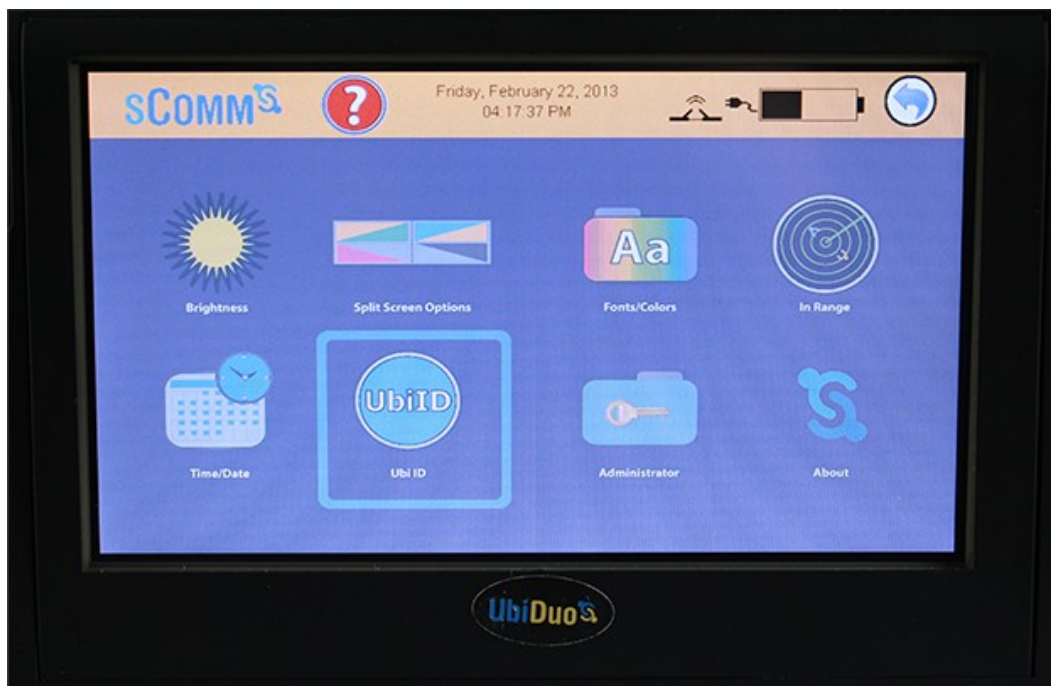 sCOMM
?
Friday, February 22, 2013
04:17:37 PM
Brightness
Split Screen Options
Aa
Fonts/Colors
In Range
Time/Date
UbiID
Ubi ID
Administrator
About
UbiDuo